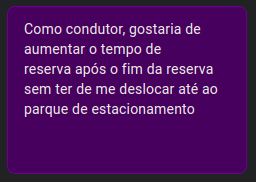 Como condutor, gostaria de
aumentar o tempo de
reserva após o fim da reserva
sem ter de me deslocar até ao
parque de estacionamento